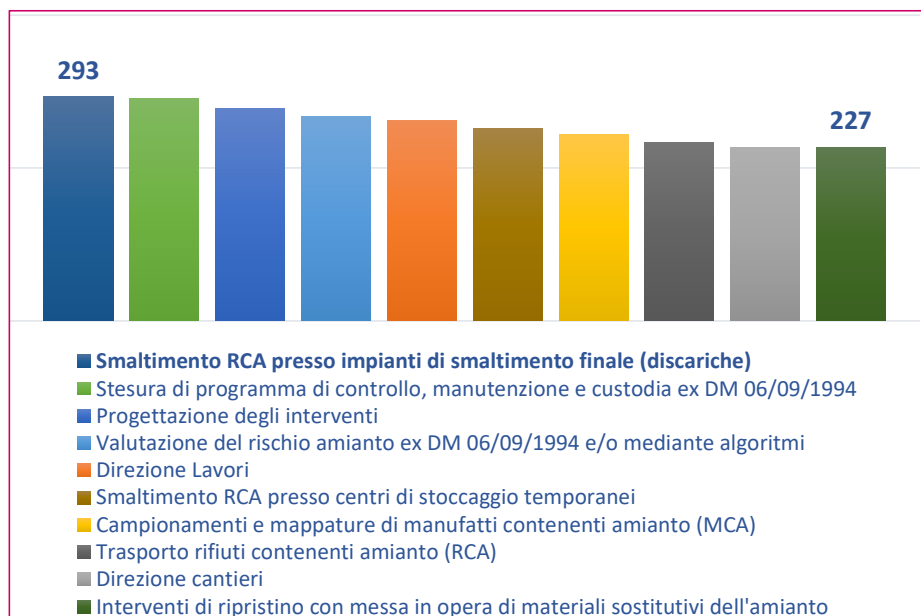 293
227
Smaltimento RCA presso impianti di smaltimento finale (discariche)
Stesura di programma di controllo, manutenzione e custodia ex DM 06/09/1994
Progettazione degli interventi
Valutazione del rischio amianto ex DM 06/09/1994 e/o mediante algoritmi
Direzione Lavori
Smaltimento RCA presso centri di stoccaggio temporanei
Campionamenti e mappature di manufatti contenenti amianto (MCA)
Trasporto rifiuti contenenti amianto (RCA)
Direzione cantieri
Interventi di ripristino con messa in opera di materiali sostitutivi dell'amianto